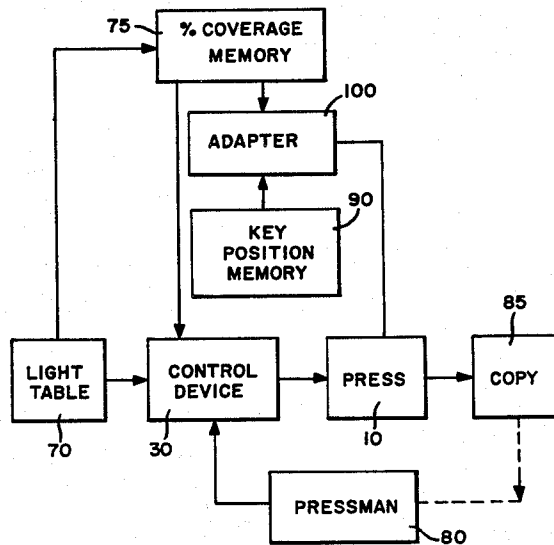 75
% COVERAGE
MEMORY
100
ADAPTER
90
KEY
POSITION
MEMORY
85
LIGHT
TABLE
CONTROL
DEVICE
PRESS
COPY
70
30
10
PRESSMAN
80